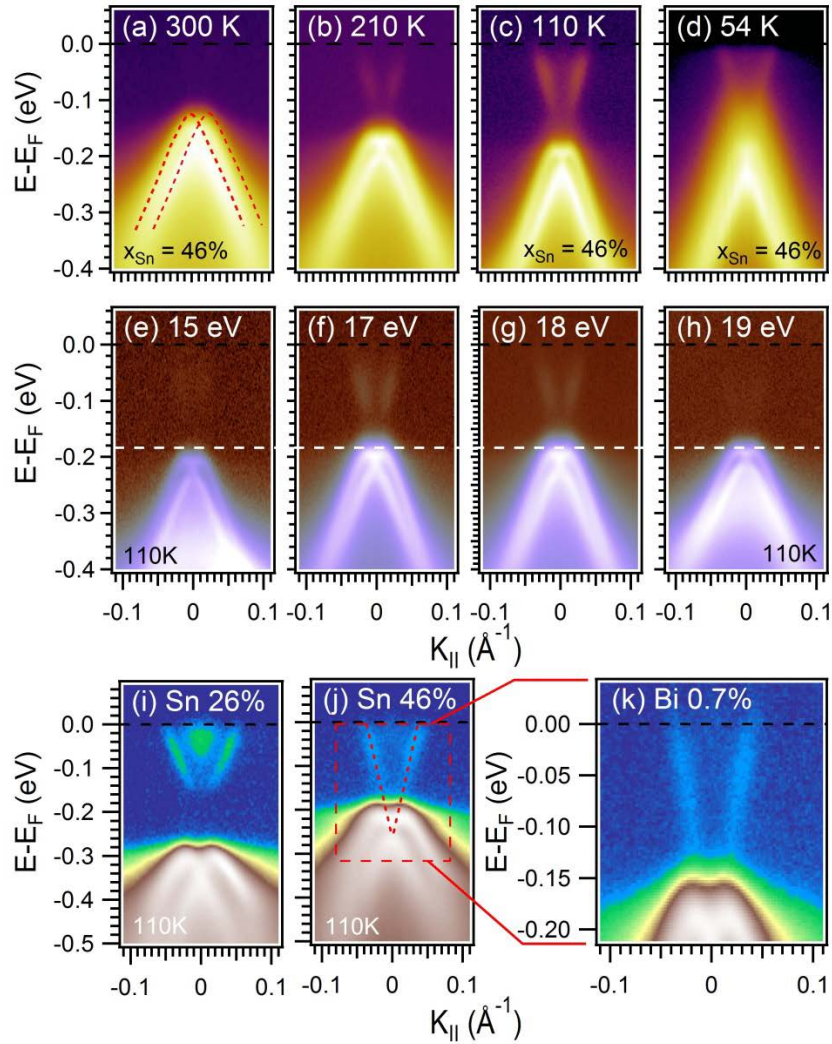 (a) 300 K (b) 210 K (c) 110 K (d) 54 K
0.0
-0.1
-0.2
-0.3
-0.4
E-E_F (eV)
x_Sn = 46% x_Sn = 46% x_Sn = 46%
(e) 15 eV (f) 17 eV (g) 18 eV (h) 19 eV
0.0
-0.1
-0.2
-0.3
-0.4
E-E_F (eV)
110K 110K
-0.1 0 0.1 -0.1 0 0.1 -0.1 0 0.1 -0.1 0 0.1
K_II (Å⁻¹)
(i) Sn 26% (j) Sn 46% (k) Bi 0.7%
0.0
-0.1
-0.2
-0.3
-0.4
-0.5
E-E_F (eV)
0.00
-0.05
-0.10
-0.15
-0.20
E-E_F (eV)
110K 110K
-0.1 0 0.1 -0.1 0 0.1 -0.1 0 0.1
K_II (Å⁻¹)